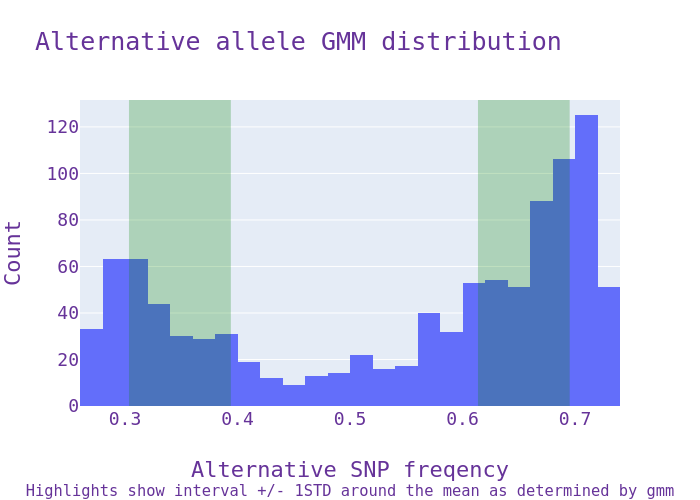 Alternative allele GMM distribution
120
100
80
60
40
20
0
Count
0.3 0.4 0.5 0.6 0.7
Alternative SNP freqency
Highlights show interval +/- 1STD around the mean as determined by gmm